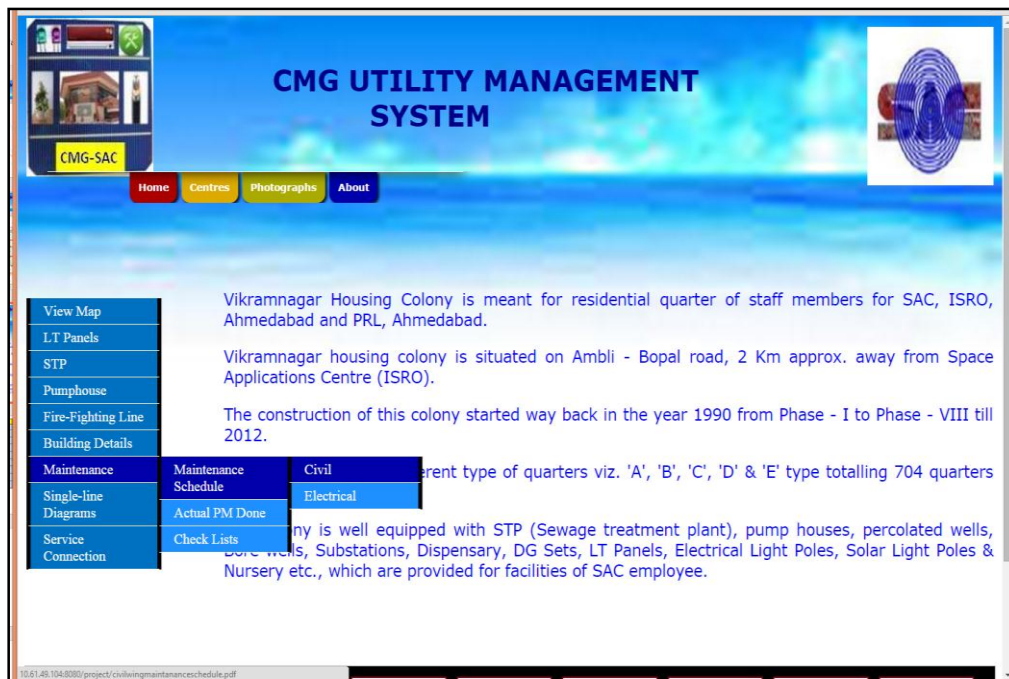 CMG UTILITY MANAGEMENT
SYSTEM
CMG-SAC
Home Centres Photographs About
View Map
LT Panels
STP
Pumphouse
Fire-Fighting Line
Building Details
Maintenance
Single-line
Diagrams
Service
Connection
Maintenance
Schedule
Actual PM Done
Check Lists
Civil
Electrical
Vikramnagar Housing Colony is meant for residential quarter of staff members for SAC, ISRO,
Ahmedabad and PRL, Ahmedabad.
Vikramnagar housing colony is situated on Ambli - Bopal road, 2 Km approx. away from Space
Applications Centre (ISRO).
The construction of this colony started way back in the year 1990 from Phase - I to Phase - VIII till
2012.
type of quarters viz. 'A', 'B', 'C', 'D' & 'E' type totalling 704 quarters
is well equipped with STP (Sewage treatment plant), pump houses, percolated wells,
Bore wells, Substations, Dispensary, DG Sets, LT Panels, Electrical Light Poles, Solar Light Poles &
Nursery etc., which are provided for facilities of SAC employee.
10.61.49.104:8080/project/civilwingmaintananceschedule.pdf